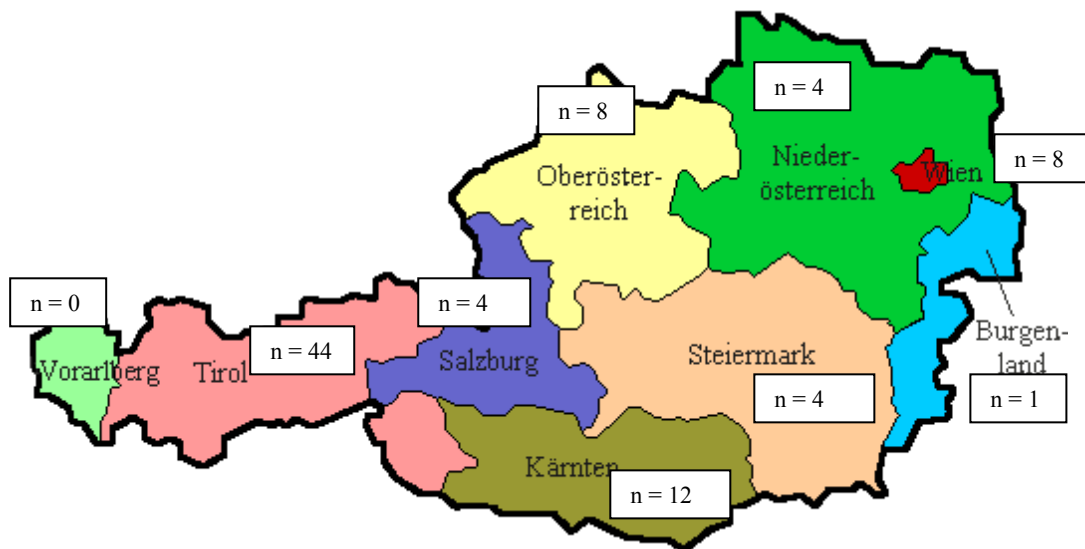 n = 4
n = 8
Nieder-
österreich
Wien
n = 8
Oberöster-
reich
n = 0
n = 4
n = 44
Vorarlberg
Tirol
Salzburg
Steiermark
Burgen-
land
n = 4
n = 1
Kärnten
n = 12